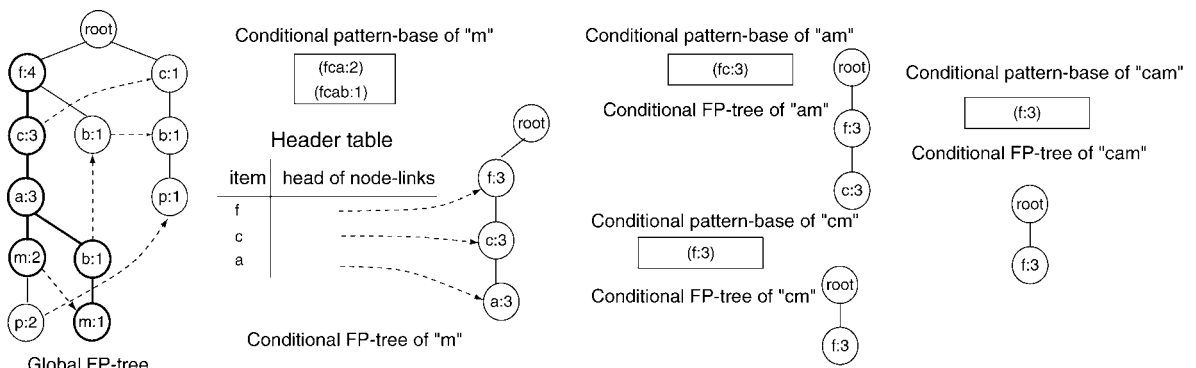 root
f:4
c:1
c:3
b:1
b:1
a:3
p:1
m:2
b:1
p:2
m:1
Global FP-tree
Conditional pattern-base of "m"
(fca:2)
(fcab:1)
Header table
item head of node-links
f
c
a
root
f:3
c:3
a:3
Conditional FP-tree of "m"
Conditional pattern-base of "am"
(fc:3)
Conditional FP-tree of "am"
root
f:3
c:3
Conditional pattern-base of "cm"
(f:3)
Conditional FP-tree of "cm"
root
f:3
Conditional pattern-base of "cam"
(f:3)
Conditional FP-tree of "cam"
root
f:3